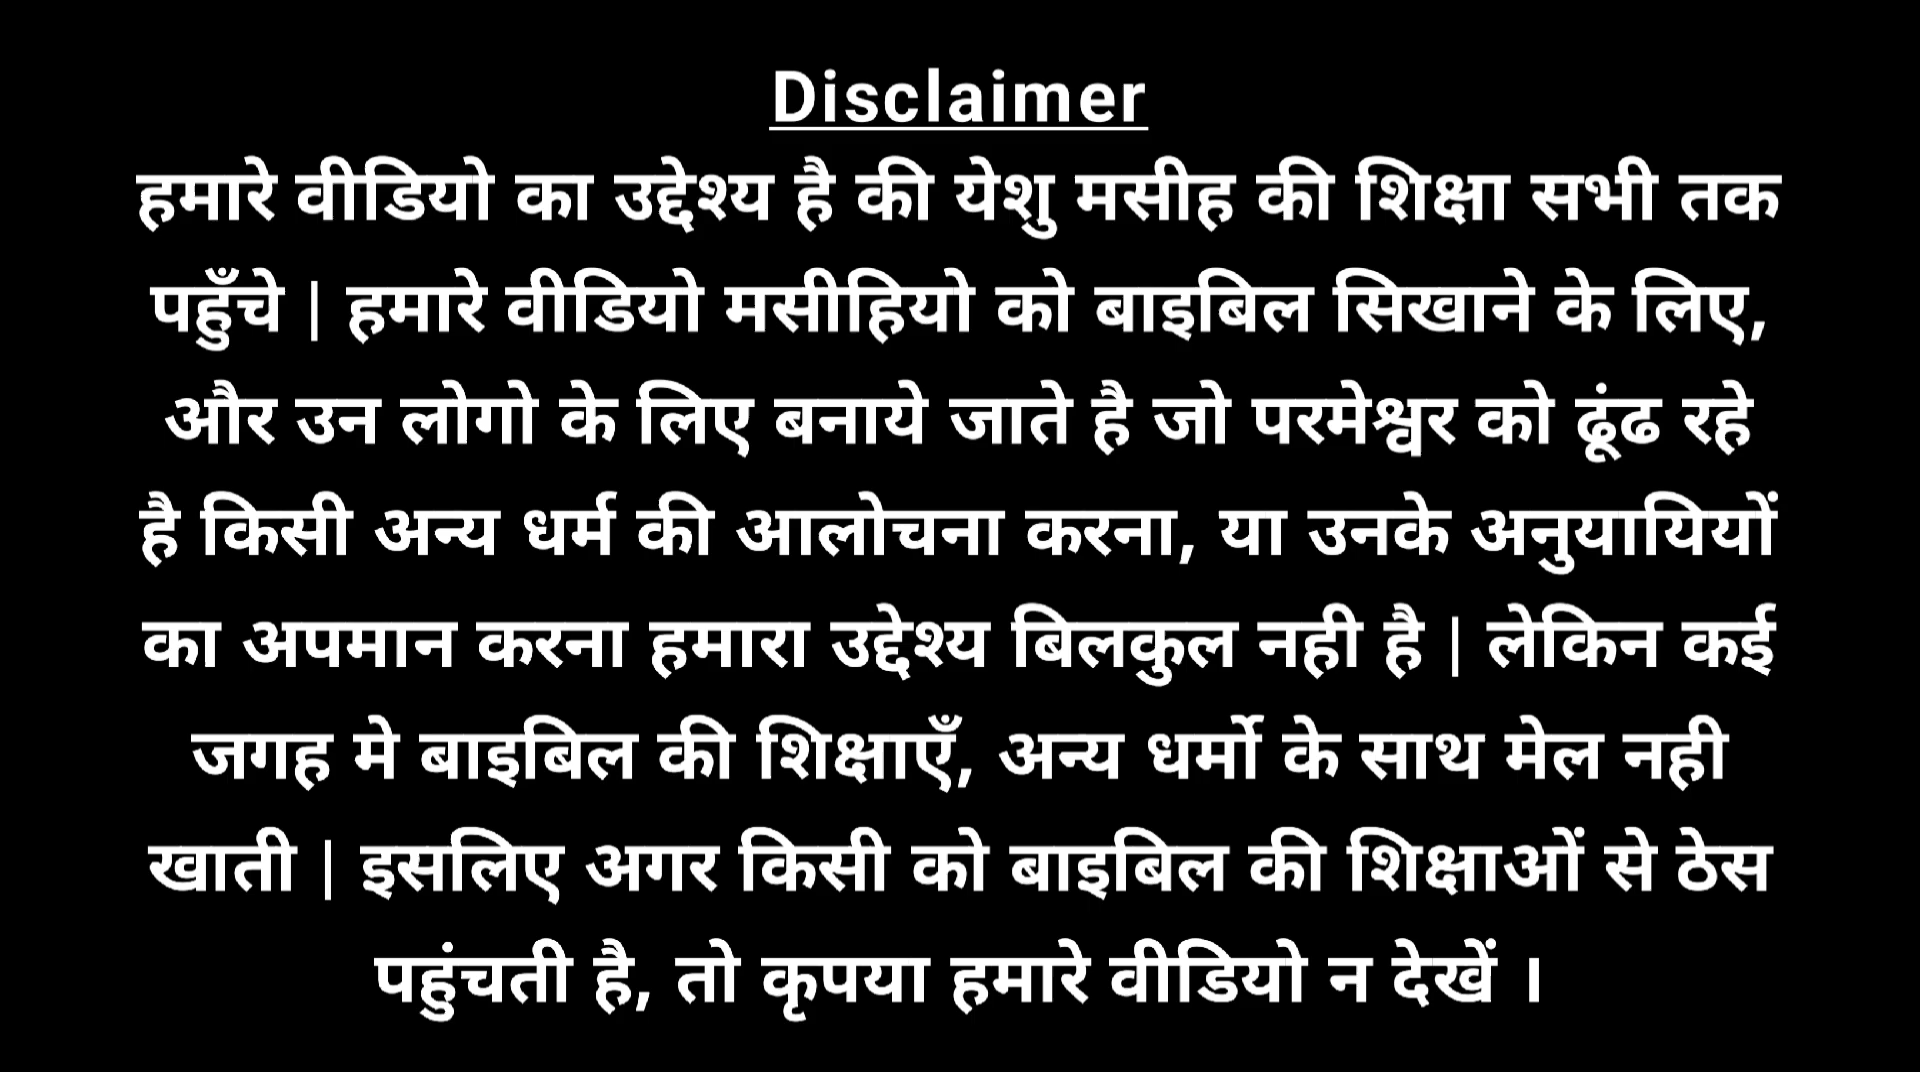 Disclaimer
हमारे वीडियो का उद्देश्य है की येशु मसीह की शिक्षा सभी तक
पहुँचे | हमारे वीडियो मसीहियो को बाइबिल सिखाने के लिए,
और उन लोगो के लिए बनाये जाते है जो परमेश्वर को ढूंढ रहे
है किसी अन्य धर्म की आलोचना करना, या उनके अनुयायियों
का अपमान करना हमारा उद्देश्य बिलकुल नही है | लेकिन कई
जगह मे बाइबिल की शिक्षाएँ, अन्य धर्मो के साथ मेल नही
खाती | इसलिए अगर किसी को बाइबिल की शिक्षाओं से ठेस
पहुंचती है, तो कृपया हमारे वीडियो न देखें ।